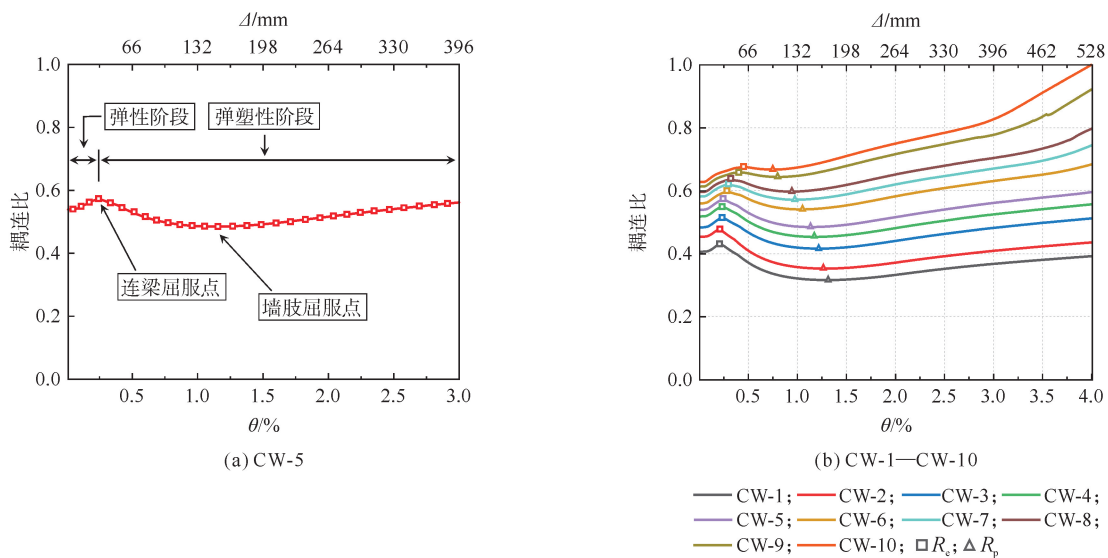 Δ/mm
66 132 198 264 330 396
1.0
0.8
0.6
0.4
0.2
0.0
耦连比
弹性阶段
弹塑性阶段
连梁屈服点
墙肢屈服点
0.5 1.0 1.5 2.0 2.5 3.0
θ/%
(a) CW-5
Δ/mm
66 132 198 264 330 396 462 528
1.0
0.8
0.6
0.4
0.2
0.0
耦连比
0.5 1.0 1.5 2.0 2.5 3.0 3.5 4.0
θ/%
(b) CW-1—CW-10
CW-1; CW-2; CW-3; CW-4;
CW-5; CW-6; CW-7; CW-8;
CW-9; CW-10; Re; Rp